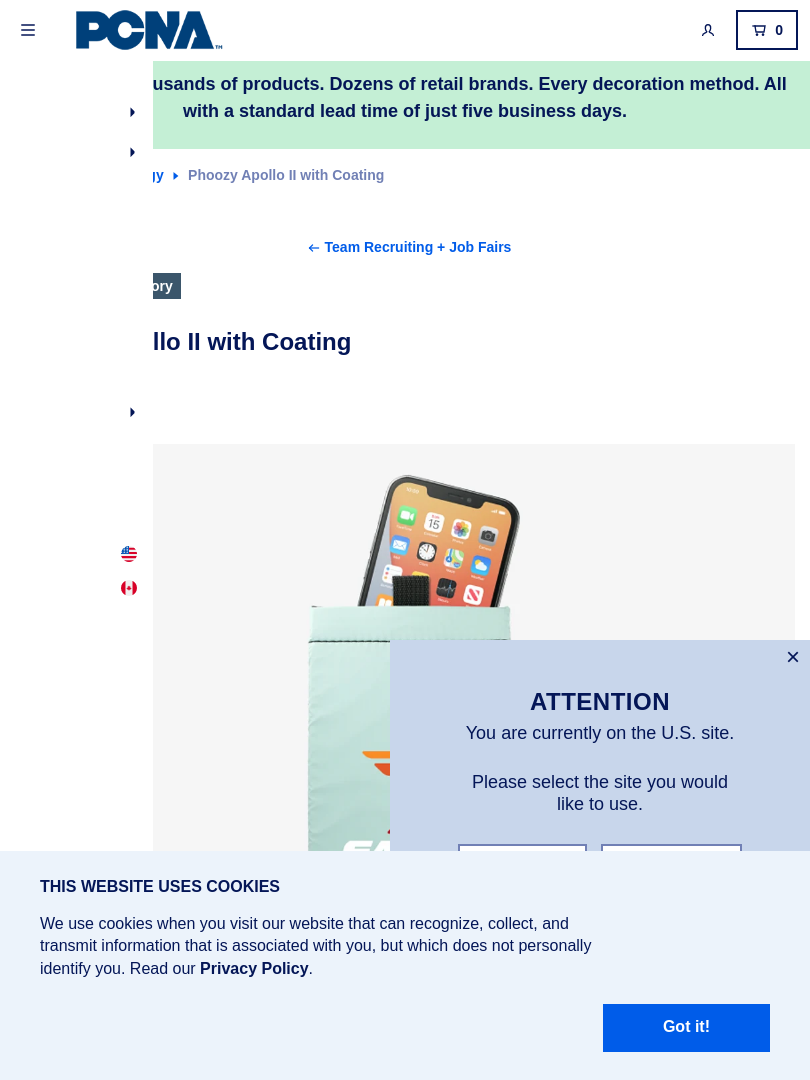 PCNA™
0
usands of products. Dozens of retail brands. Every decoration method. All
with a standard lead time of just five business days.
gy Phoozy Apollo II with Coating
Team Recruiting + Job Fairs
ory
llo II with Coating
15
ATTENTION
You are currently on the U.S. site.
Please select the site you would
like to use.
THIS WEBSITE USES COOKIES
We use cookies when you visit our website that can recognize, collect, and
transmit information that is associated with you, but which does not personally
identify you. Read our Privacy Policy.
Got it!